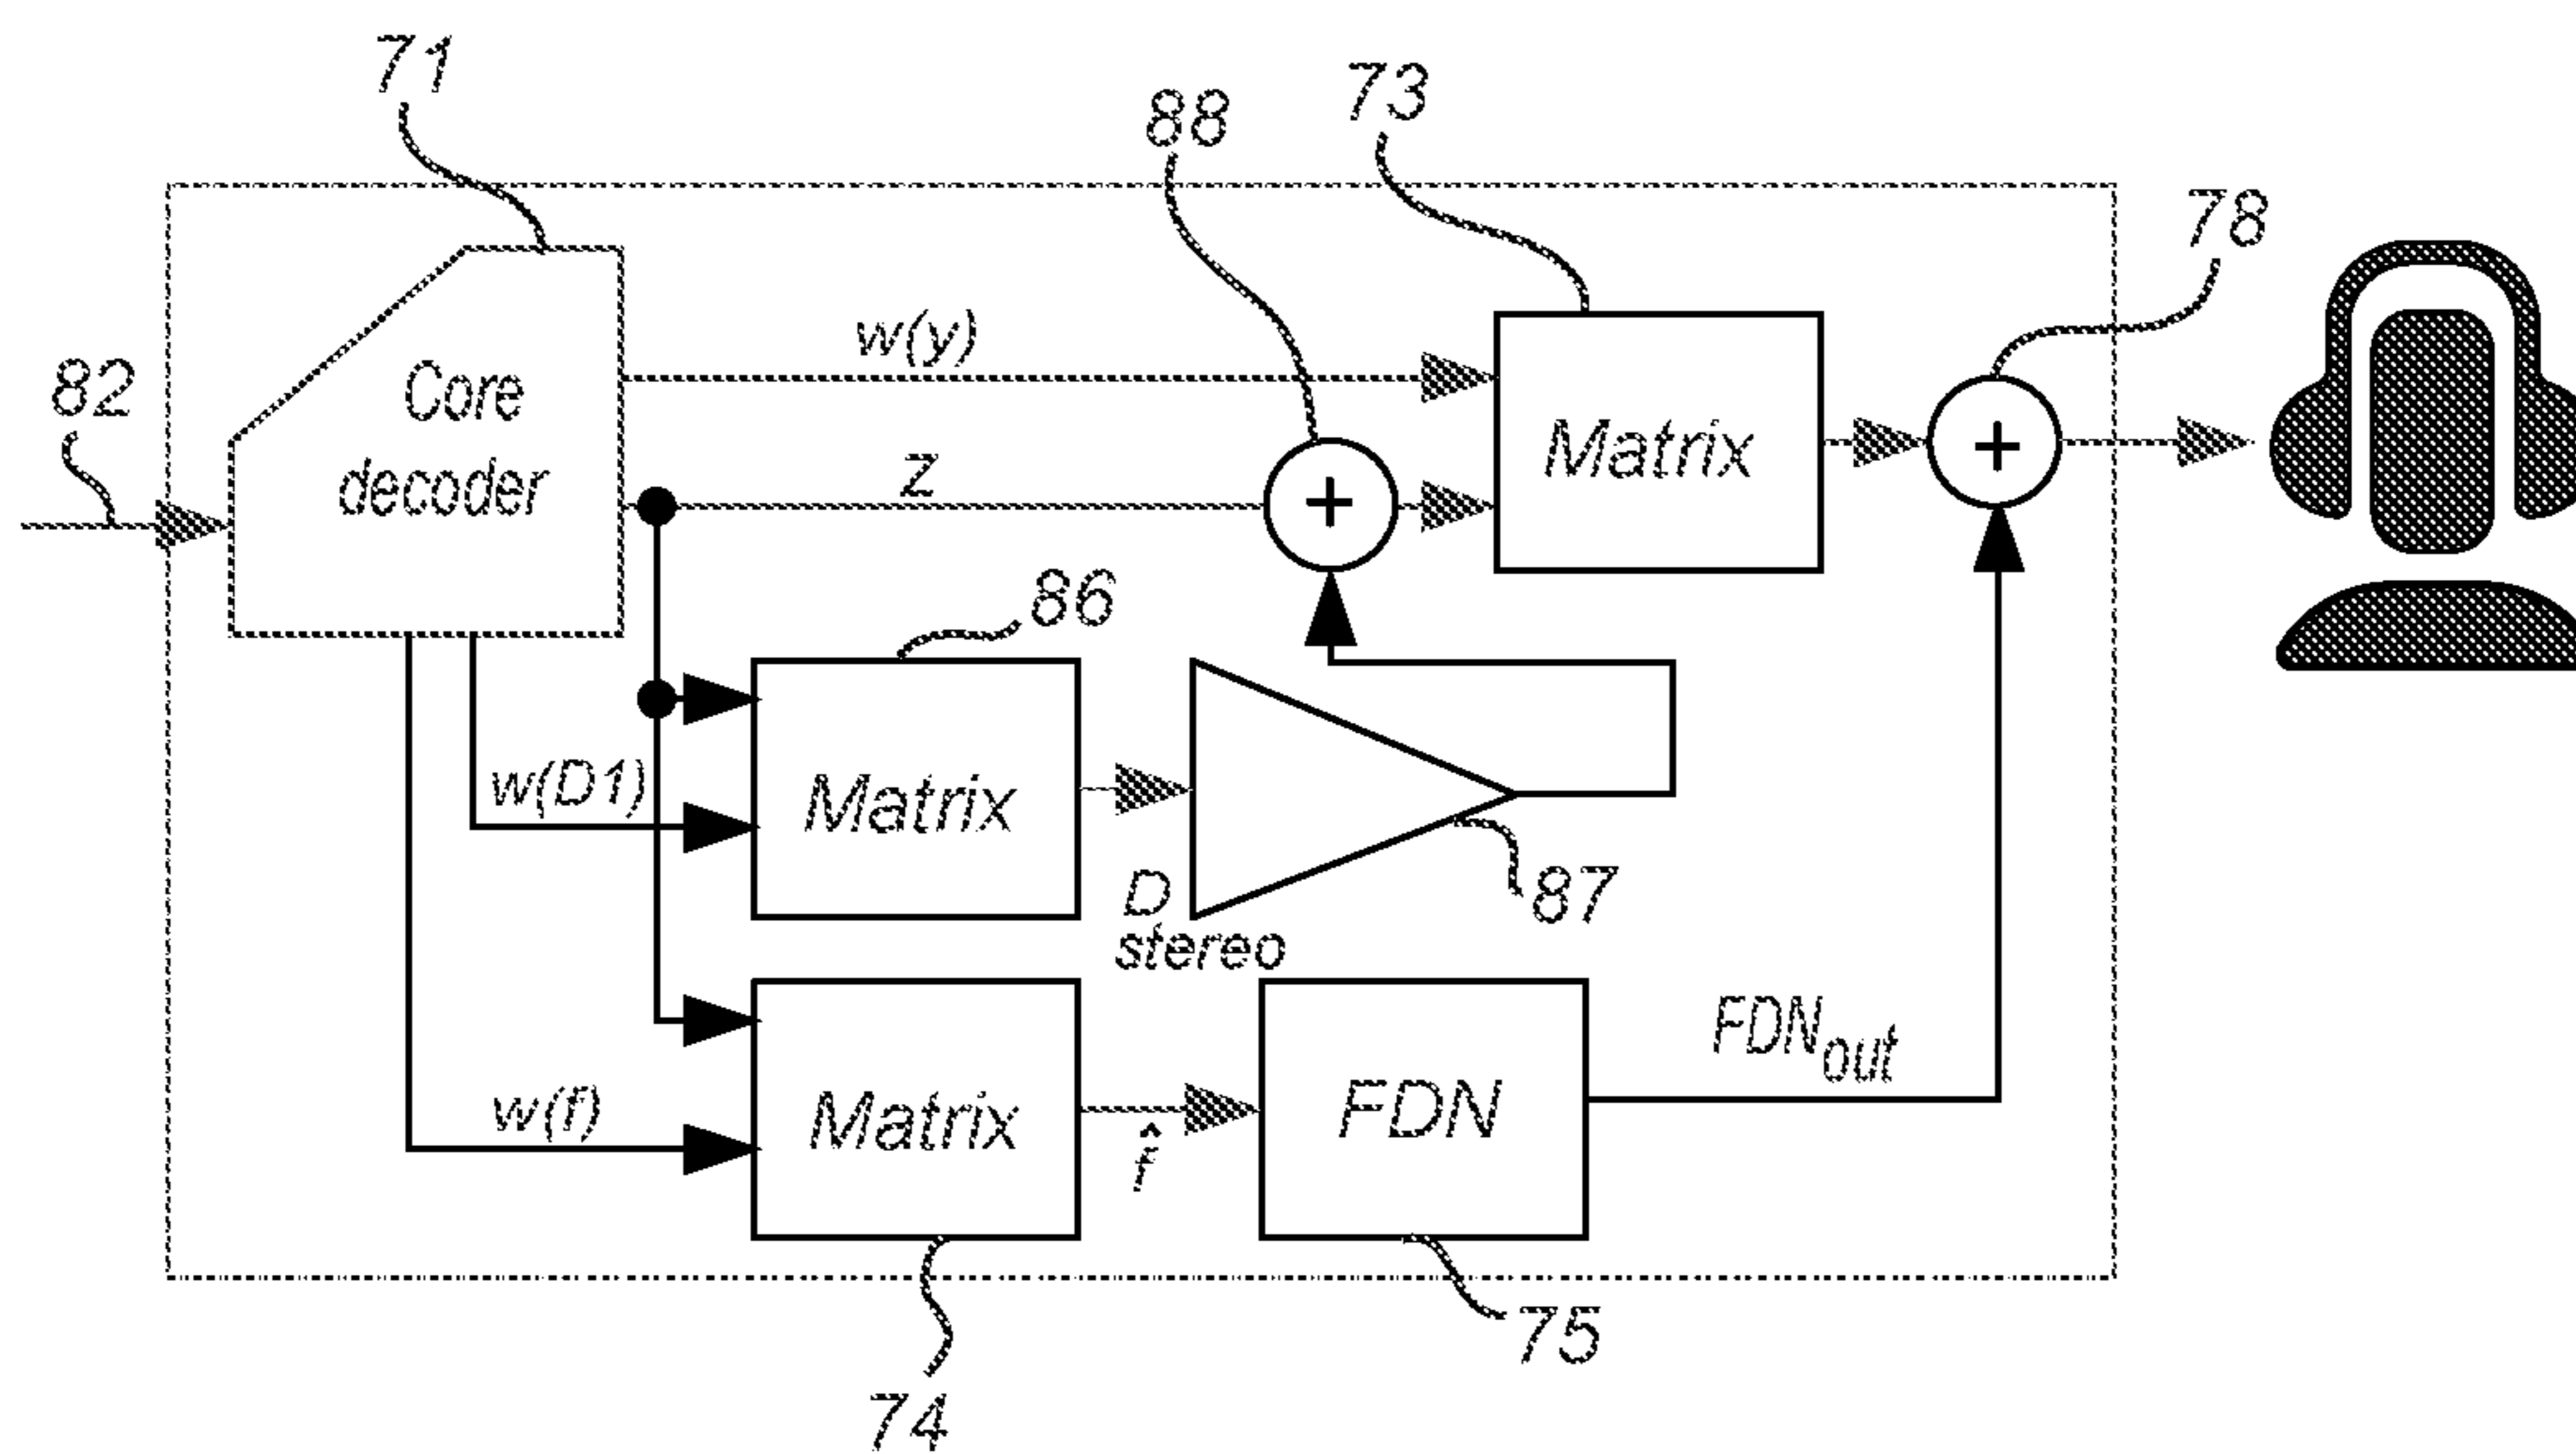 71
88
73
78
82
Core
decoder
w(y)
z
+
Matrix
+
86
w(D1)
Matrix
D
stereo
87
w(f)
Matrix
f̂
FDN
FDNout
74
75